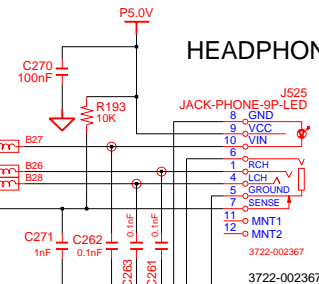 P5.0V
HEADPHON
C270
100nF
R193
10K
J525
JACK-PHONE-9P-LED
8 GND
9 VCC
10 VIN
6
1 RCH
4 LCH
5 GROUND
7 SENSE
11 MNT1
12 MNT2
B27
B26
B28
C271
1nF
C262
0.1nF
0.1nF
C263
0.1nF
C261
3722-002367
3722-002367